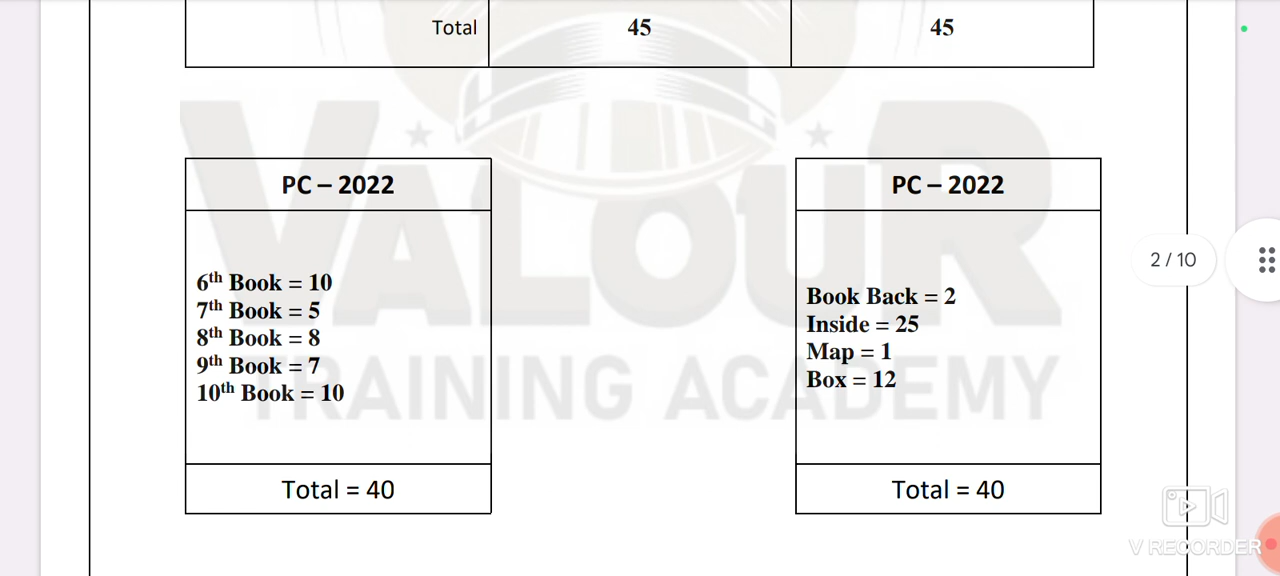 Total 45 45
VALOUR
TRAINING ACADEMY
PC – 2022
6th Book = 10
7th Book = 5
8th Book = 8
9th Book = 7
10th Book = 10
Total = 40
PC – 2022
Book Back = 2
Inside = 25
Map = 1
Box = 12
Total = 40
2 / 10
V RECORDER